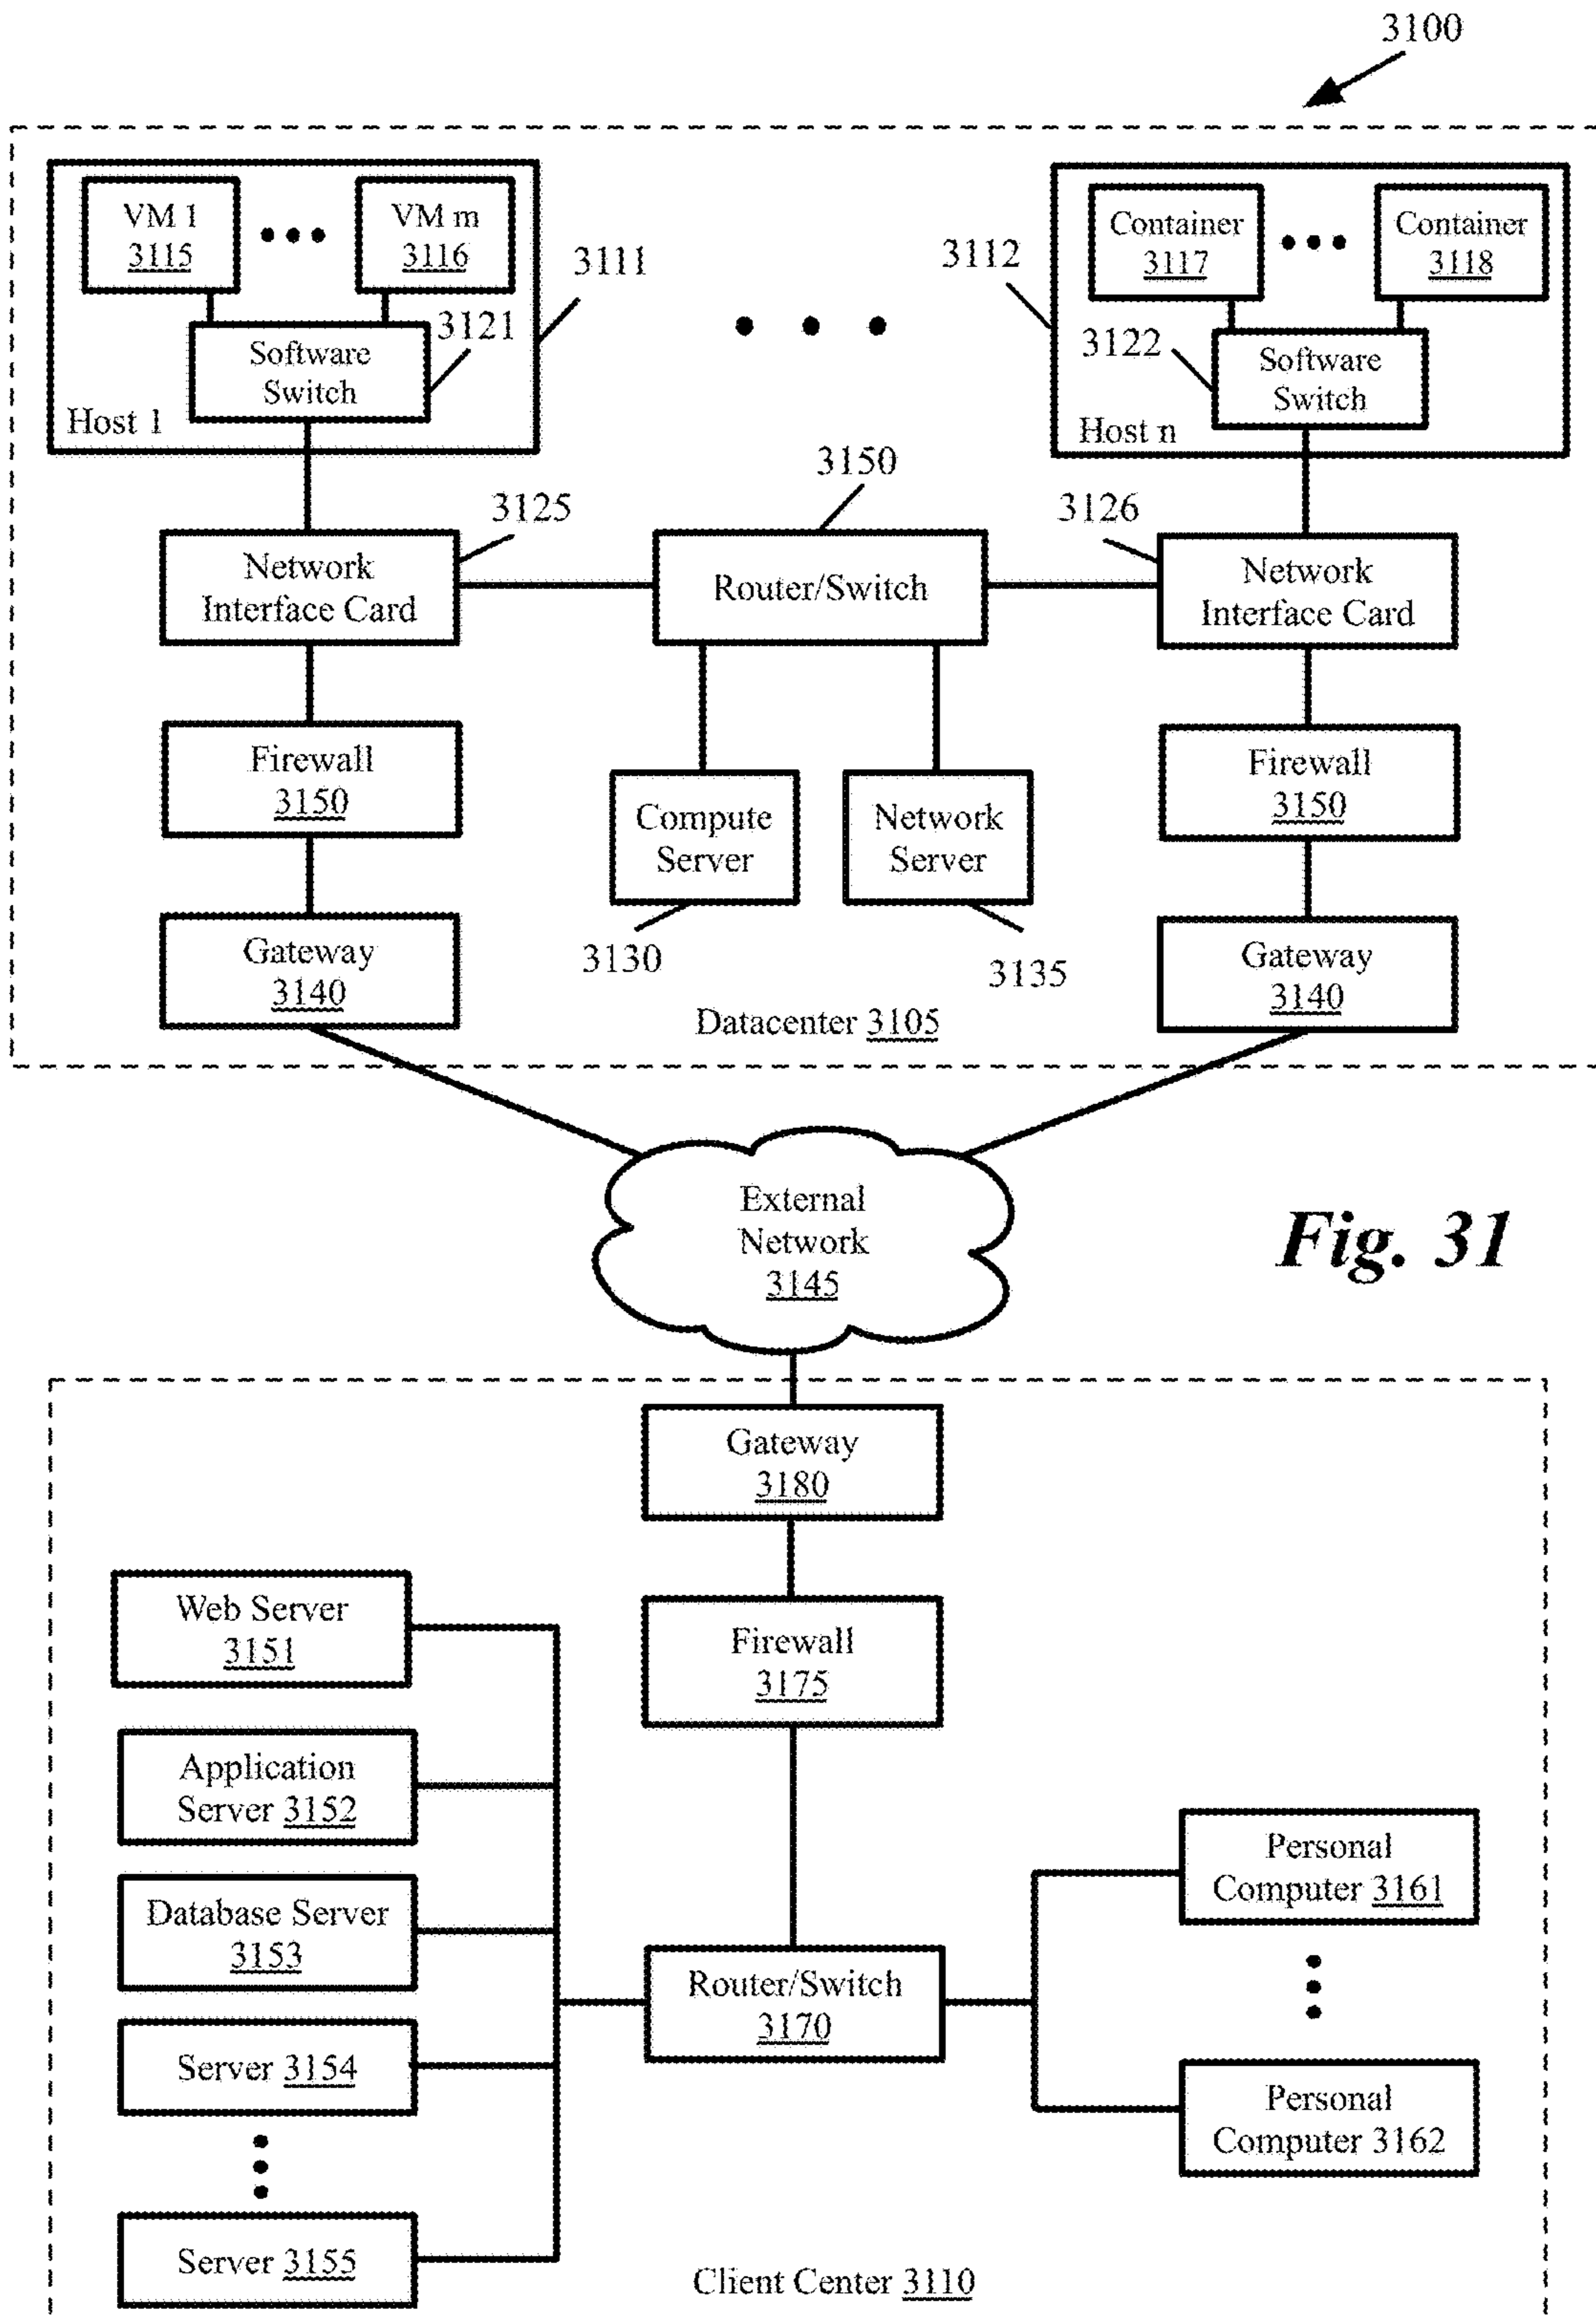 3100
VM 1
3115
VM m
3116
3111
3121
Software
Switch
Host 1
3112
Container
3117
Container
3118
3122
Software
Switch
Host n
3150
3125
3126
Network
Interface Card
Router/Switch
Network
Interface Card
Firewall
3150
Compute
Server
Network
Server
Firewall
3150
3130
3135
Gateway
3140
Datacenter 3105
Gateway
3140
External
Network
3145
Fig. 31
Gateway
3180
Web Server
3151
Firewall
3175
Application
Server 3152
Database Server
3153
Router/Switch
3170
Personal
Computer 3161
Server 3154
Personal
Computer 3162
Server 3155
Client Center 3110